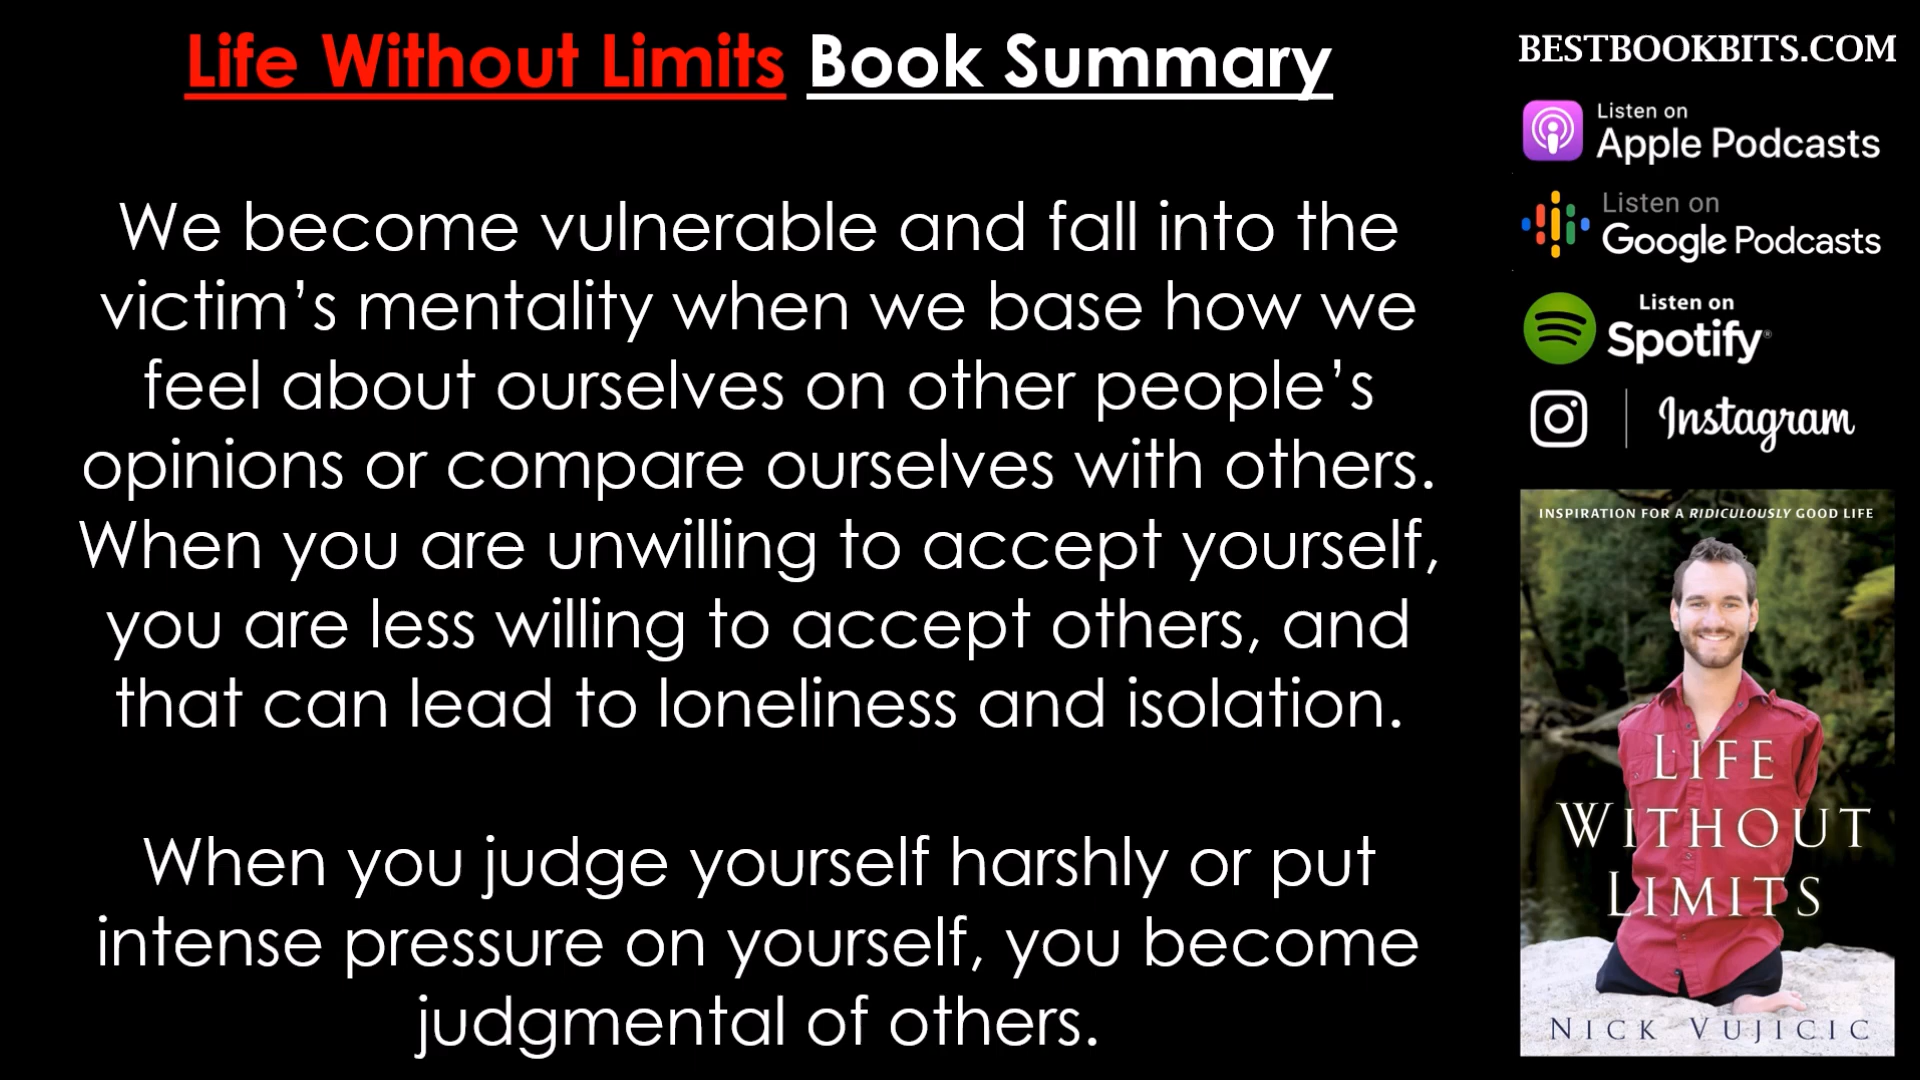 Life Without Limits Book Summary
We become vulnerable and fall into the
victim’s mentality when we base how we
feel about ourselves on other people’s
opinions or compare ourselves with others.
When you are unwilling to accept yourself,
you are less willing to accept others, and
that can lead to loneliness and isolation.
When you judge yourself harshly or put
intense pressure on yourself, you become
judgmental of others.
BESTBOOKBITS.COM
Listen on
Apple Podcasts
Listen on
Google Podcasts
Listen on
Spotify®
Instagram
INSPIRATION FOR A RIDICULOUSLY GOOD LIFE
LIFE
WITHOUT
LIMITS
NICK VUJICIC